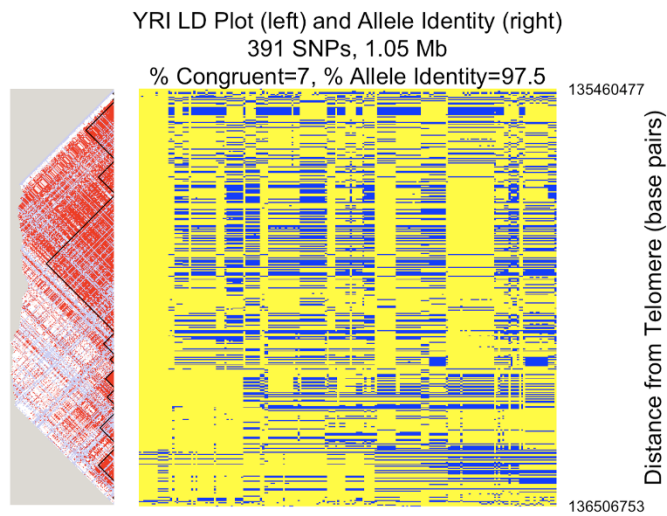 YRI LD Plot (left) and Allele Identity (right)
391 SNPs, 1.05 Mb
% Congruent=7, % Allele Identity=97.5
135460477
Distance from Telomere (base pairs)
136506753